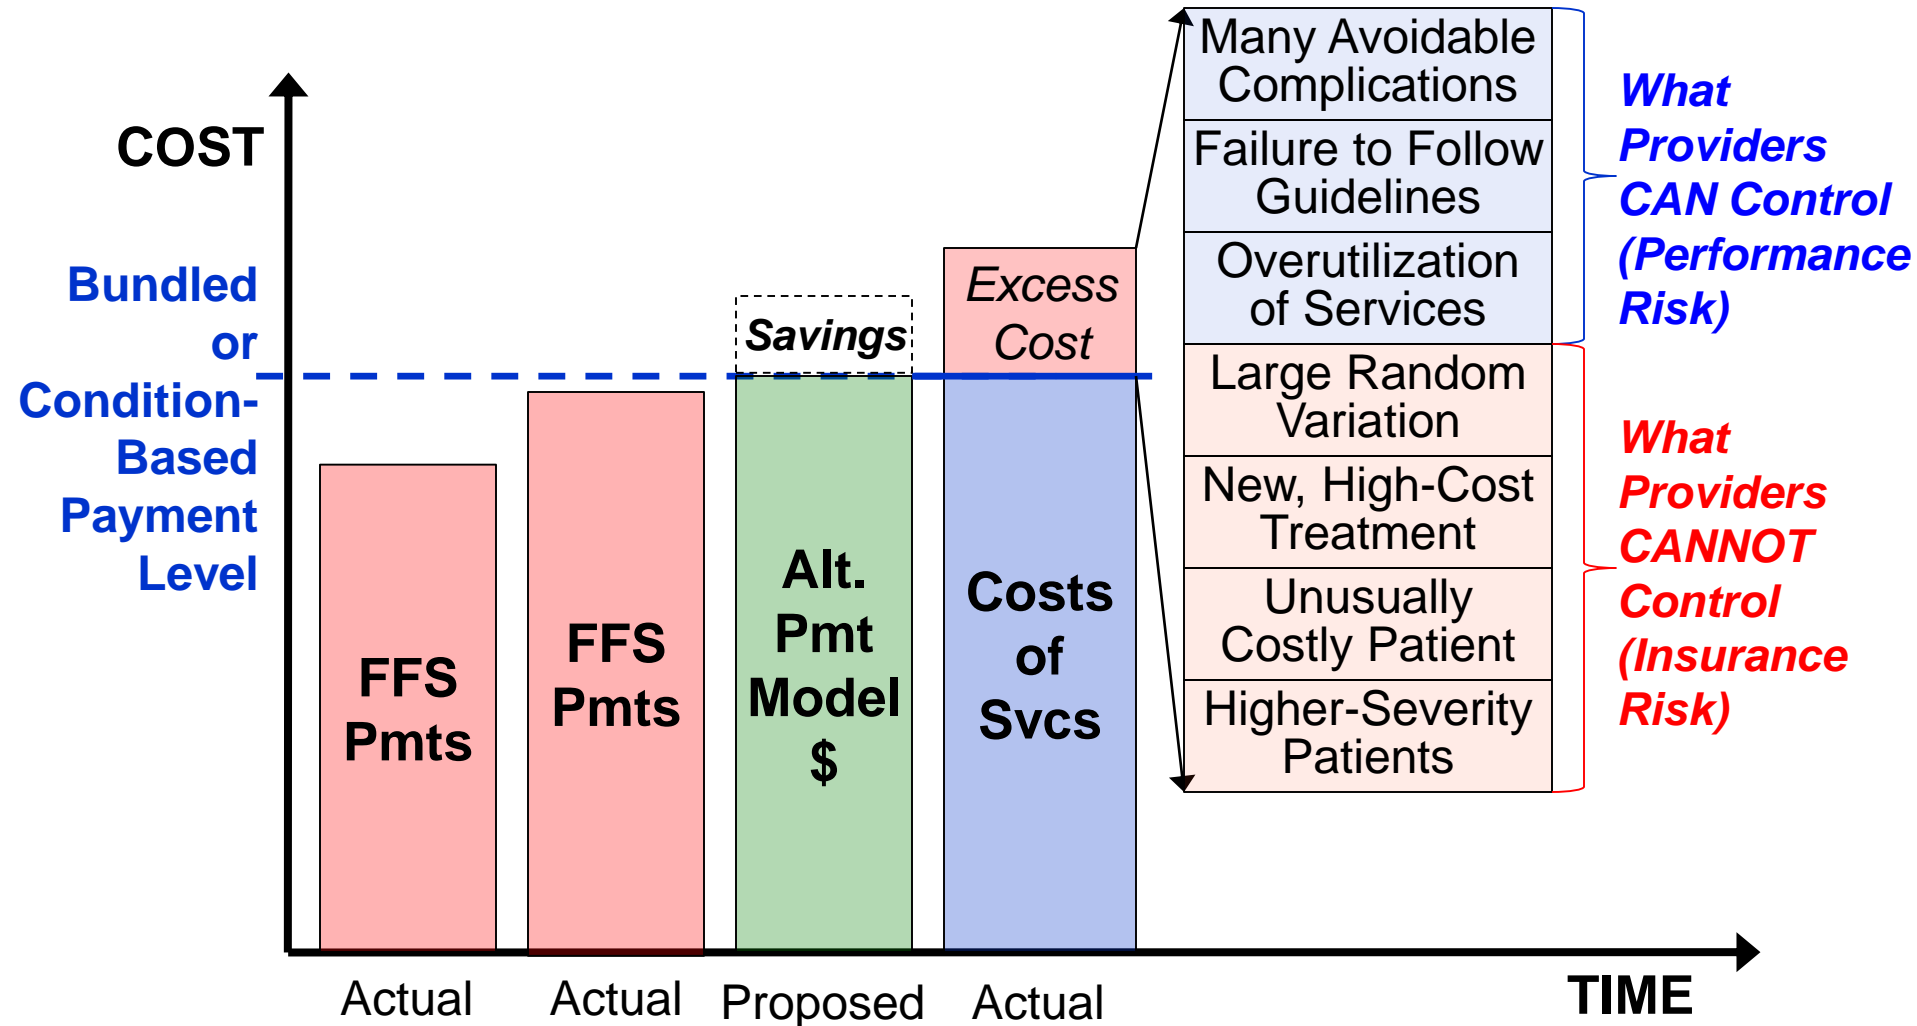 COST
Bundled
or
Condition-
Based
Payment
Level
FFS
Pmts
FFS
Pmts
Savings
Alt.
Pmt
Model
$
Excess
Cost
Costs
of
Svcs
Many Avoidable
Complications
Failure to Follow
Guidelines
Overutilization
of Services
Large Random
Variation
New, High-Cost
Treatment
Unusually
Costly Patient
Higher-Severity
Patients
What
Providers
CAN Control
(Performance
Risk)
What
Providers
CANNOT
Control
(Insurance
Risk)
Actual
Actual
Proposed
Actual
TIME